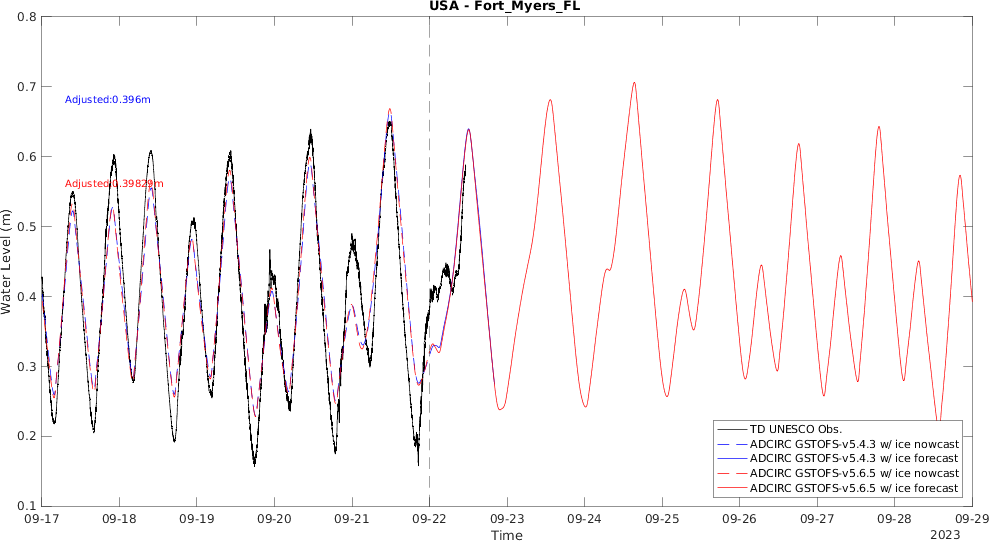 USA - Fort_Myers_FL
0.8
0.7
0.6
0.5
0.4
0.3
0.2
0.1
Water Level (m)
Adjusted:0.396m
Adjusted:0.39829m
TD UNESCO Obs.
ADCIRC GSTOFS-v5.4.3 w/ ice nowcast
ADCIRC GSTOFS-v5.4.3 w/ ice forecast
ADCIRC GSTOFS-v5.6.5 w/ ice nowcast
ADCIRC GSTOFS-v5.6.5 w/ ice forecast
09-17 09-18 09-19 09-20 09-21 09-22 09-23 09-24 09-25 09-26 09-27 09-28 09-29
Time
2023